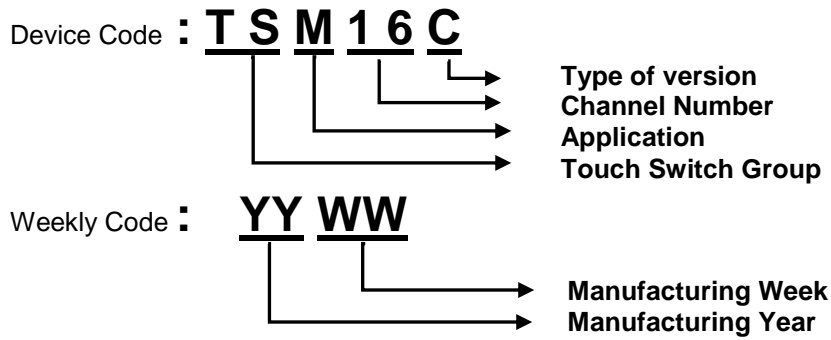 Device Code : T S M 1 6 C
Type of version
Channel Number
Application
Touch Switch Group
Weekly Code : YY WW
Manufacturing Week
Manufacturing Year